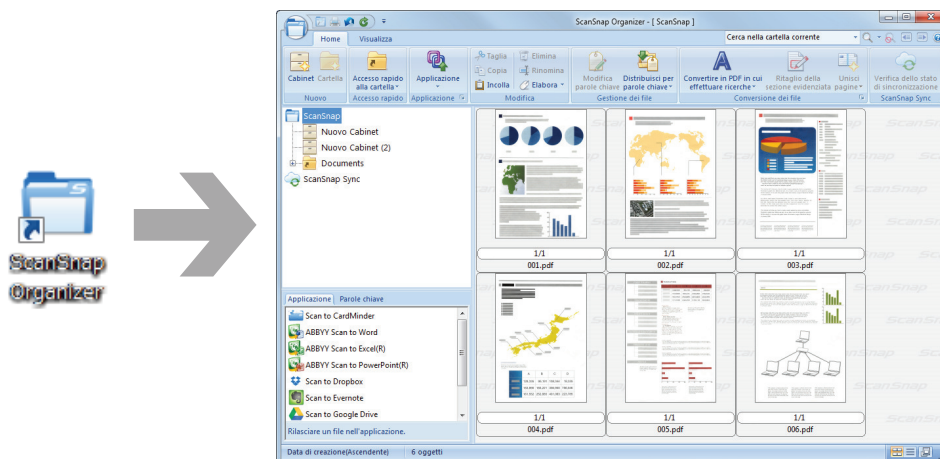 ScanSnap
Organizer
ScanSnap Organizer - [ ScanSnap ]
Home
Visualizza
Cerca nella cartella corrente
Cabinet
Cartella
Nuovo
Accesso rapido
alla cartella
Accesso rapido
Applicazione
Applicazione
Taglia
Copia
Incolla
Elimina
Rinomina
Elabora
Modifica
Modifica
parole chiave
Distribuisci per
parole chiave
Gestione dei file
Convertire in PDF in cui
effettuare ricerche
Ritaglio della
sezione evidenziata
Unisci
pagine
Conversione dei file
Verifica dello stato
di sincronizzazione
ScanSnap Sync
ScanSnap
Nuovo Cabinet
Nuovo Cabinet (2)
Documents
ScanSnap Sync
1/1
001.pdf
1/1
002.pdf
1/1
003.pdf
Applicazione
Parole chiave
Scan to CardMinder
ABBYY Scan to Word
ABBYY Scan to Excel(R)
ABBYY Scan to PowerPoint(R)
Scan to Dropbox
Scan to Evernote
Scan to Google Drive
Rilasciare un file nell'applicazione.
1/1
004.pdf
1/1
005.pdf
1/1
006.pdf
Data di creazione(Ascendente)
6 oggetti